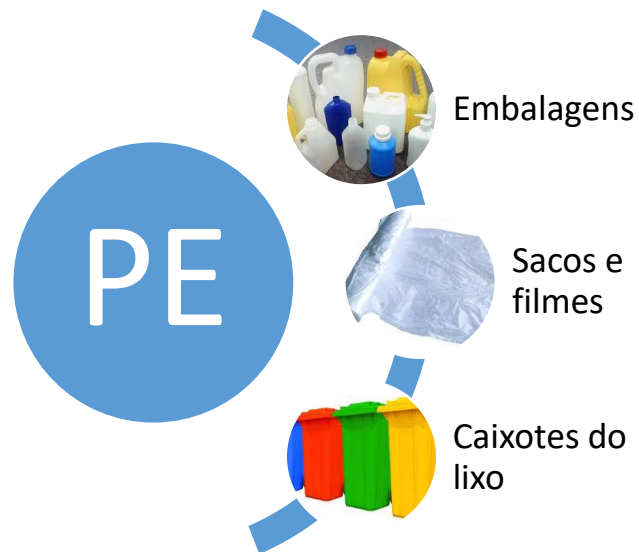 PE
Embalagens
Sacos e
filmes
Caixotes do
lixo